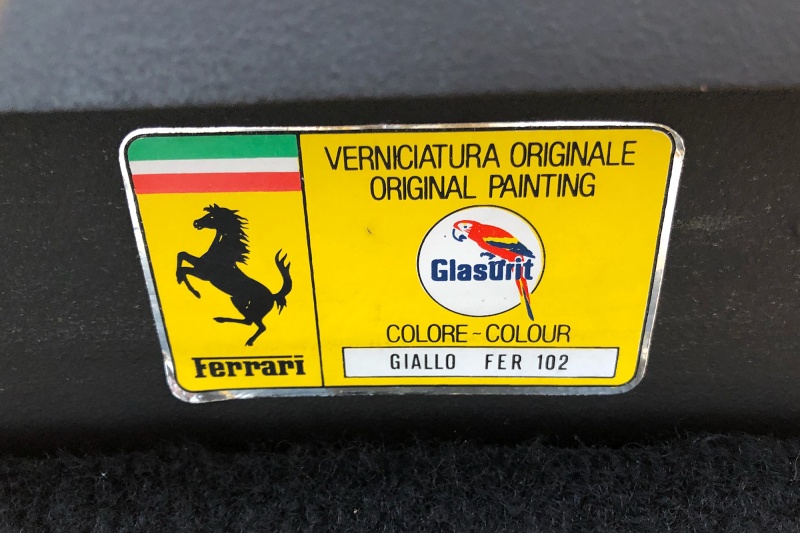 VERNICIATURA ORIGINALE
ORIGINAL PAINTING
Glasurit
COLORE-COLOUR
GIALLO FER 102
Ferrari